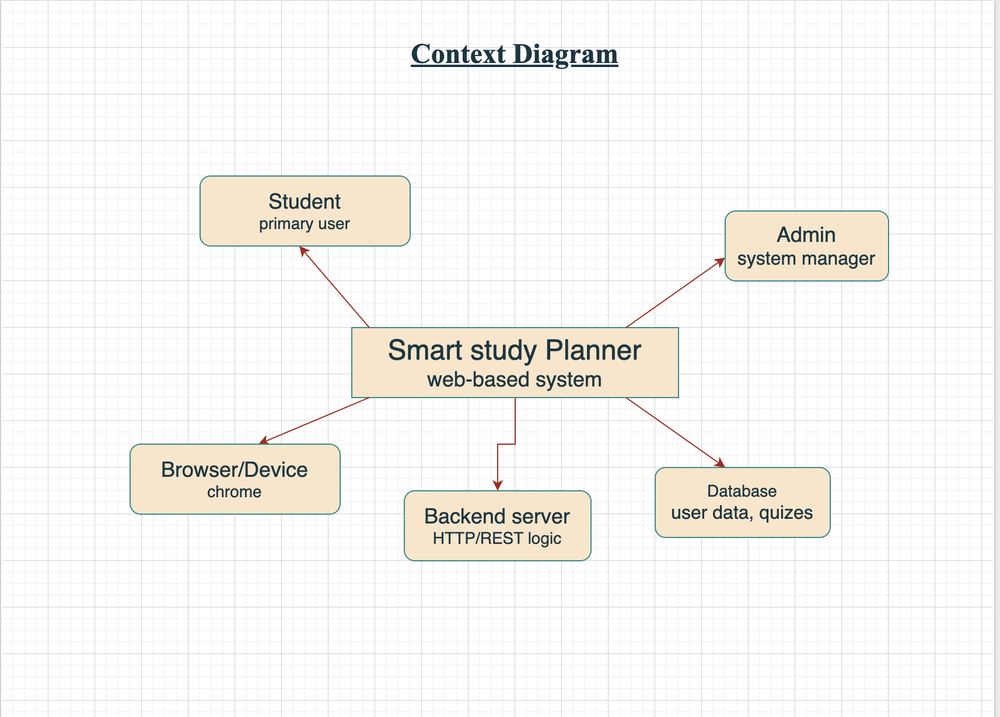 Context Diagram
Student
primary user
Admin
system manager
Smart study Planner
web-based system
Browser/Device
chrome
Backend server
HTTP/REST logic
Database
user data, quizes